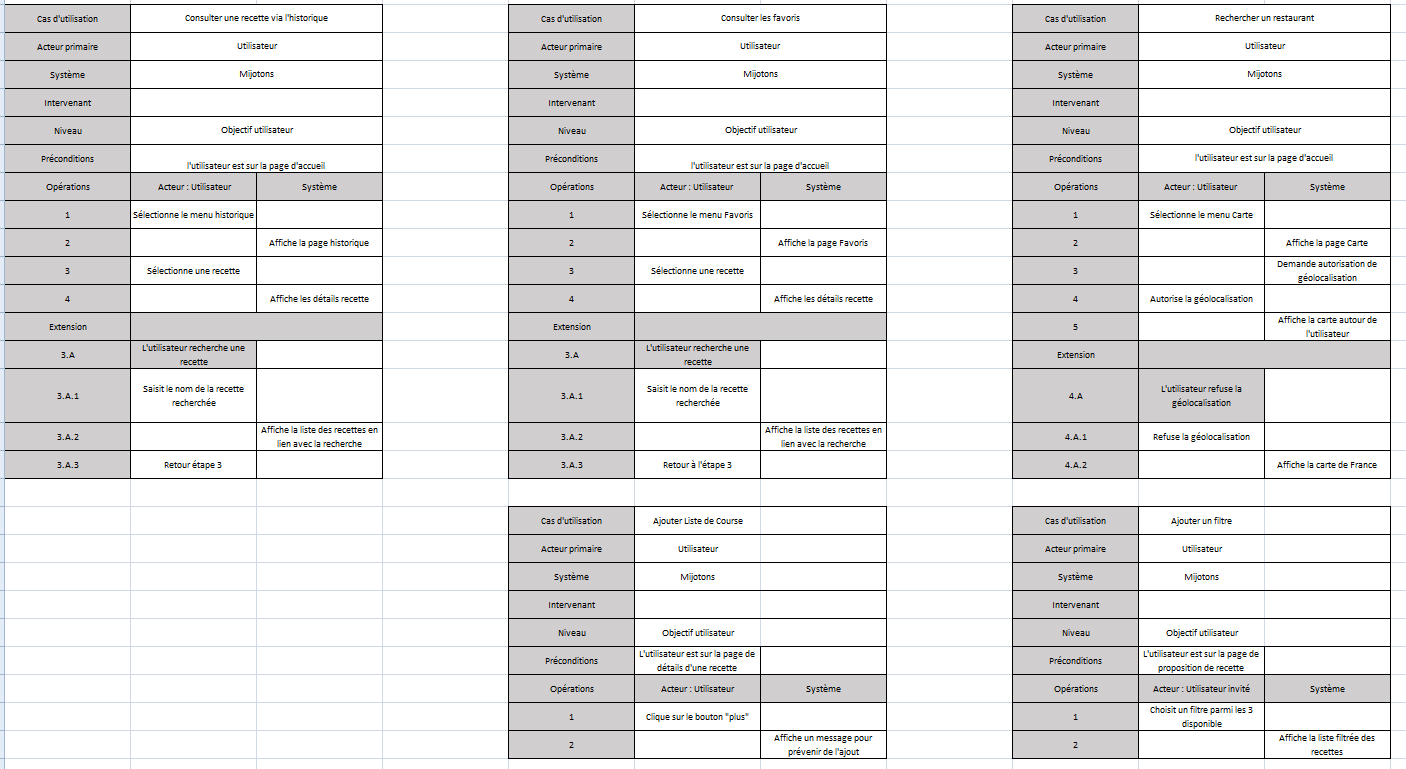 Cas d'utilisation
Consulter une recette via l'historique
Acteur primaire
Utilisateur
Système
Mijotons
Intervenant
Niveau
Objectif utilisateur
Préconditions
l'utilisateur est sur la page d'accueil
Opérations
Acteur : Utilisateur
Système
1
Sélectionne le menu historique
2
Affiche la page historique
3
Sélectionne une recette
4
Affiche les détails recette
Extension
3.A
L'utilisateur recherche une
recette
3.A.1
Saisit le nom de la recette
recherchée
3.A.2
Affiche la liste des recettes en
lien avec la recherche
3.A.3
Retour étape 3
Cas d'utilisation
Consulter les favoris
Acteur primaire
Utilisateur
Système
Mijotons
Intervenant
Niveau
Objectif utilisateur
Préconditions
l'utilisateur est sur la page d'accueil
Opérations
Acteur : Utilisateur
Système
1
Sélectionne le menu Favoris
2
Affiche la page Favoris
3
Sélectionne une recette
4
Affiche les détails recette
Extension
3.A
L'utilisateur recherche une
recette
3.A.1
Saisit le nom de la recette
recherchée
3.A.2
Affiche la liste des recettes en
lien avec la recherche
3.A.3
Retour à l'étape 3
Cas d'utilisation
Rechercher un restaurant
Acteur primaire
Utilisateur
Système
Mijotons
Intervenant
Niveau
Objectif utilisateur
Préconditions
l'utilisateur est sur la page d'accueil
Opérations
Acteur : Utilisateur
Système
1
Sélectionne le menu Carte
2
Affiche la page Carte
3
Demande autorisation de
géolocalisation
4
Autorise la géolocalisation
5
Affiche la carte autour de
l'utilisateur
Extension
4.A
L'utilisateur refuse la
géolocalisation
4.A.1
Refuse la géolocalisation
4.A.2
Affiche la carte de France
Cas d'utilisation
Ajouter Liste de Course
Acteur primaire
Utilisateur
Système
Mijotons
Intervenant
Niveau
Objectif utilisateur
Préconditions
L'utilisateur est sur la page de
détails d'une recette
Opérations
Acteur : Utilisateur
Système
1
Clique sur le bouton "plus"
2
Affiche un message pour
prévenir de l'ajout
Cas d'utilisation
Ajouter un filtre
Acteur primaire
Utilisateur
Système
Mijotons
Intervenant
Niveau
Objectif utilisateur
Préconditions
L'utilisateur est sur la page de
proposition de recette
Opérations
Acteur : Utilisateur invité
Système
1
Choisit un filtre parmi les 3
disponible
2
Affiche la liste filtrée des
recettes